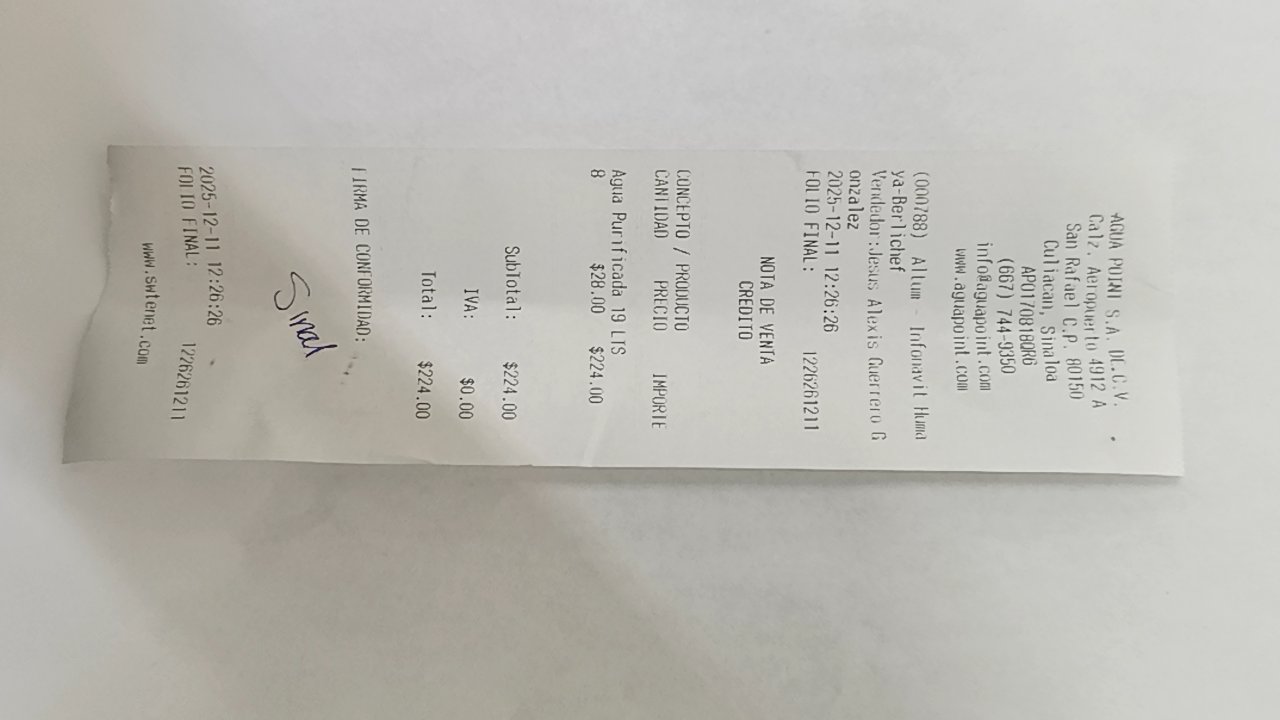 AGUA POINT S.A. DE.C.V.
Calz. Aeropuerto 4912 A
San Rafael C.P. 80150
Culiacan, Sinaloa
APO170818QR6
(667) 744-9350
info@aguapoint.com
www.aguapoint.com
(000788) Altum - Infonavit Huma
ya-Berlichef
Vendedor:Jesus Alexis Guerrero G
onzalez
2025-12-11 12:26:26
FOLIO FINAL: 1226261211
NOTA DE VENTA
CREDITO
CONCEPTO / PRODUCTO
CANTIDAD PRECIO IMPORTE
Agua Purificada 19 LTS
8 $28.00 $224.00
SubTotal: $224.00
IVA: $0.00
Total: $224.00
FIRMA DE CONFORMIDAD:
2025-12-11 12:26:26
FOLIO FINAL: 1226261211
www.swtenet.com